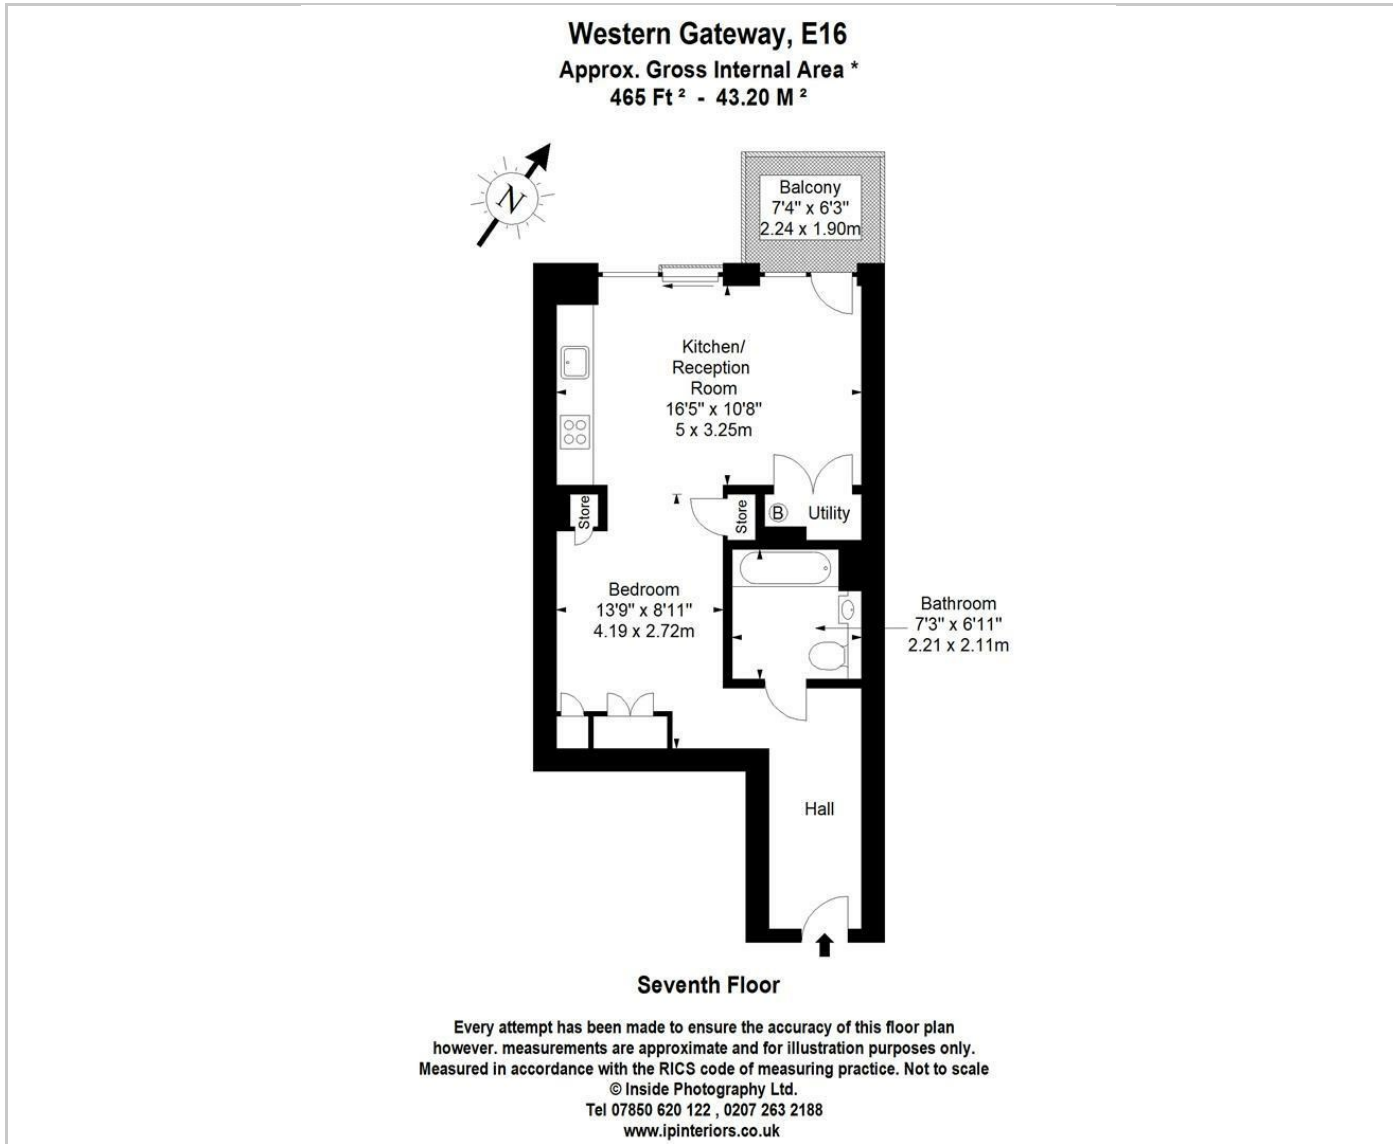 Western Gateway, E16
Approx. Gross Internal Area *
465 Ft ² - 43.20 M ²
N
Balcony
7'4" x 6'3"
2.24 x 1.90m
Kitchen/
Reception
Room
16'5" x 10'8"
5 x 3.25m
Store
Store
B
Utility
Bedroom
13'9" x 8'11"
4.19 x 2.72m
Bathroom
7'3" x 6'11"
2.21 x 2.11m
Hall
Seventh Floor
Every attempt has been made to ensure the accuracy of this floor plan
however. measurements are approximate and for illustration purposes only.
Measured in accordance with the RICS code of measuring practice. Not to scale
© Inside Photography Ltd.
Tel 07850 620 122 , 0207 263 2188
www.ipinteriors.co.uk